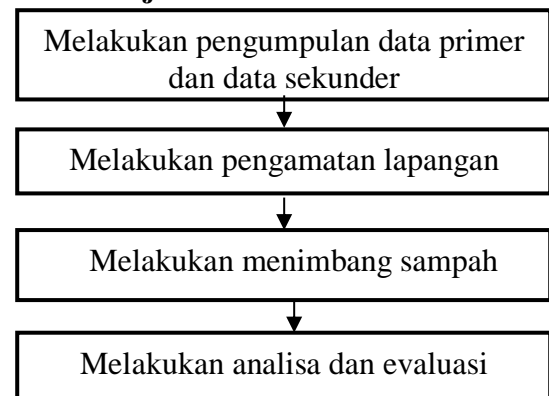 Melakukan pengumpulan data primer
dan data sekunder
Melakukan pengamatan lapangan
Melakukan menimbang sampah
Melakukan analisa dan evaluasi